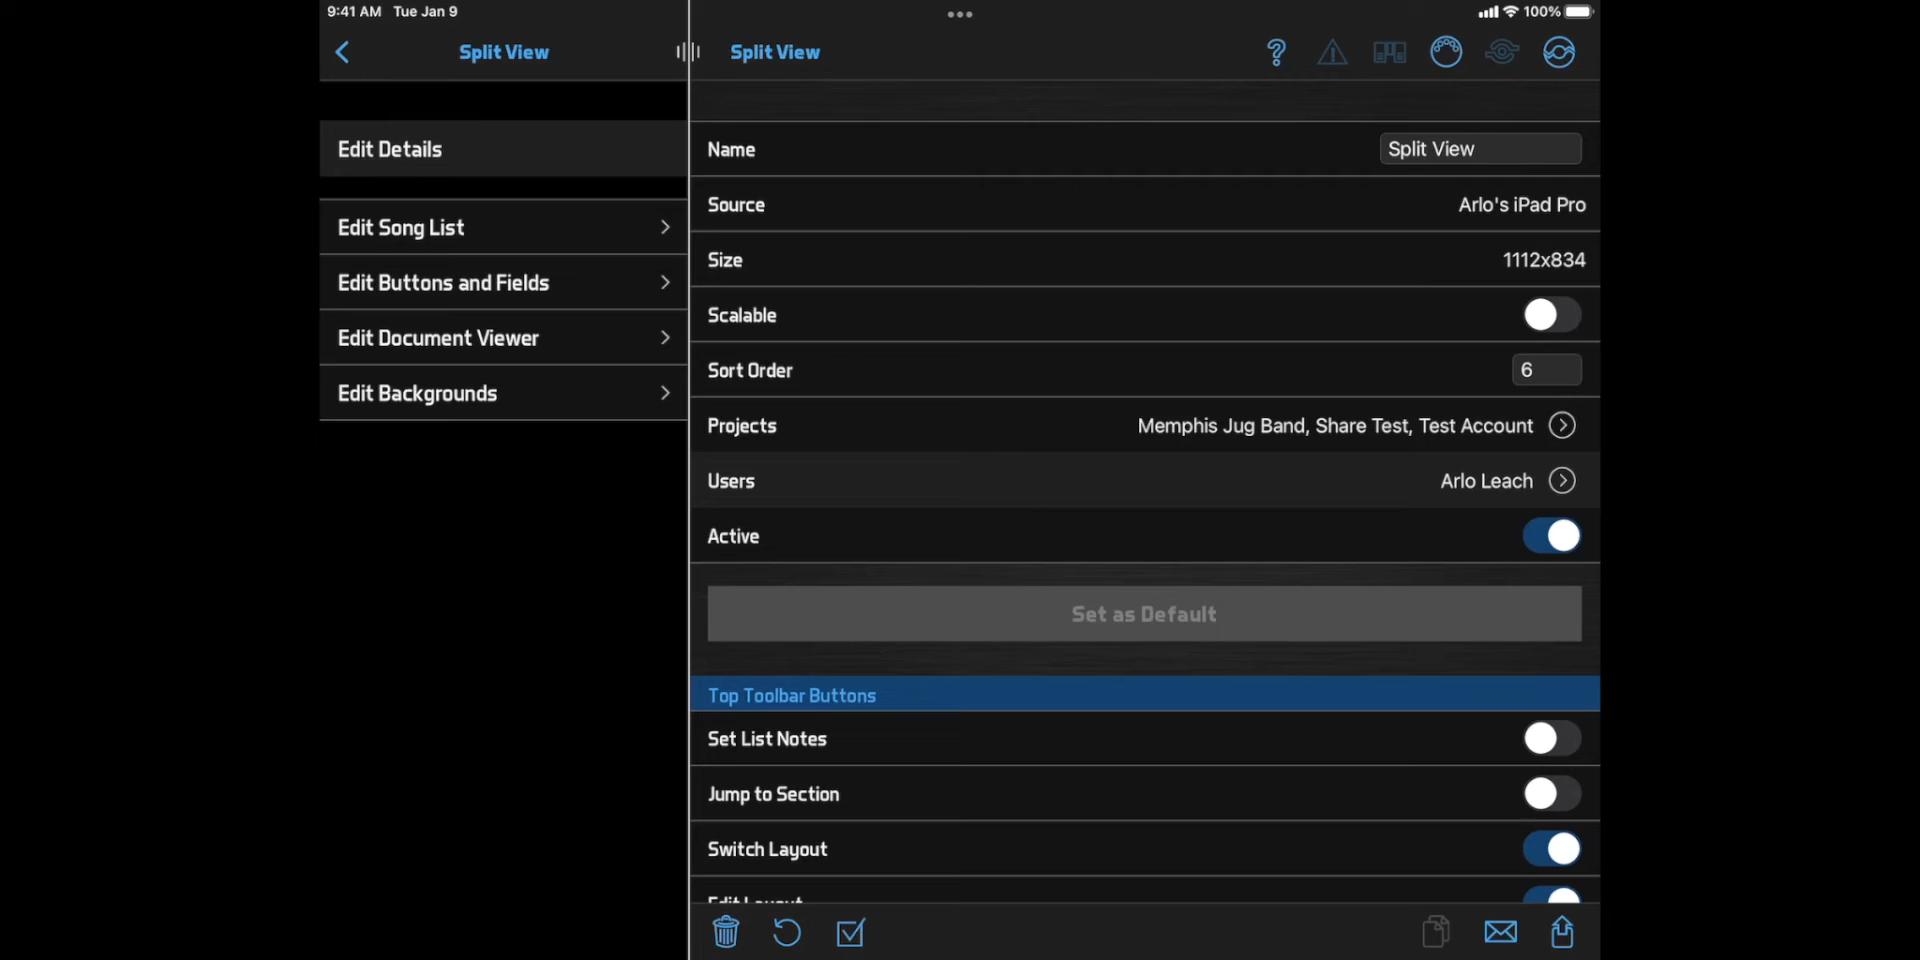 9:41 AM Tue Jan 9
100%
Split View
Split View
Edit Details
Edit Song List
Edit Buttons and Fields
Edit Document Viewer
Edit Backgrounds
Name
Split View
Source
Arlo's iPad Pro
Size
1112x834
Scalable
Sort Order
6
Projects
Memphis Jug Band, Share Test, Test Account
Users
Arlo Leach
Active
Set as Default
Top Toolbar Buttons
Set List Notes
Jump to Section
Switch Layout
Edit Layout